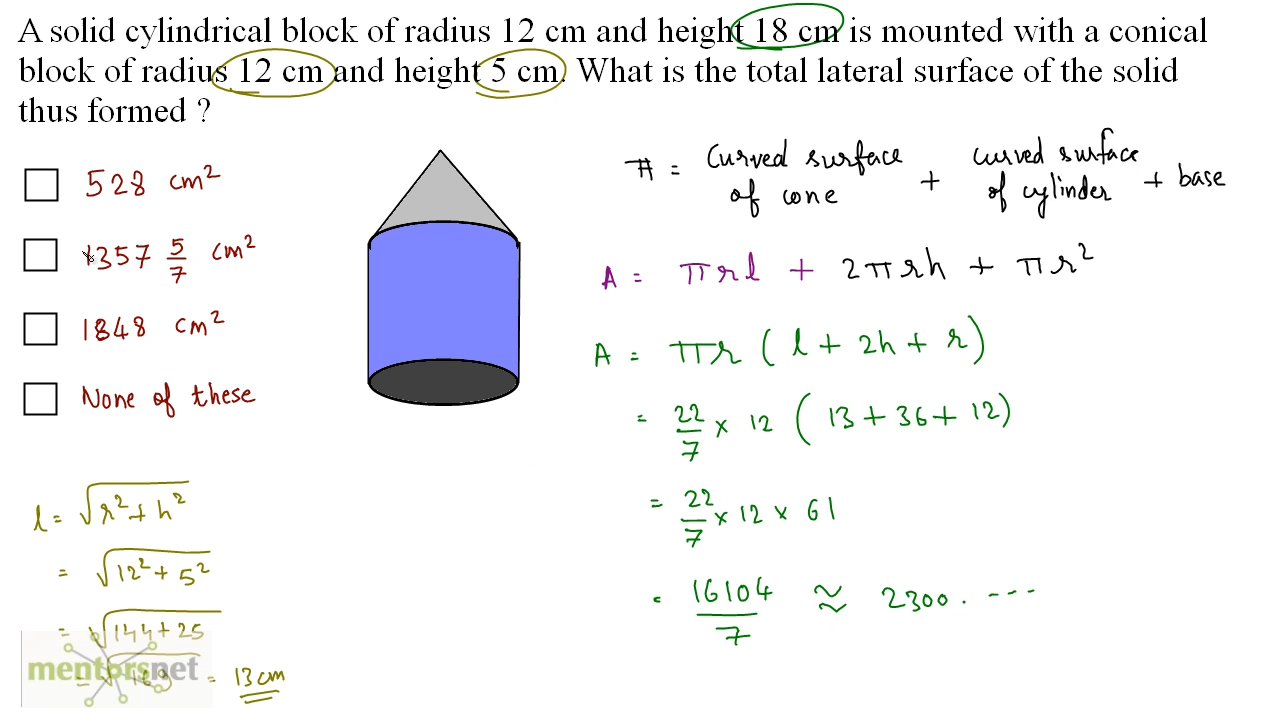 A solid cylindrical block of radius 12 cm and height 18 cm is mounted with a conical
block of radius 12 cm and height 5 cm. What is the total lateral surface of the solid
thus formed ?
528 cm²
1357 5/7 cm²
1848 cm²
None of these
l = √r² + h²
= √12² + 5²
= √144 + 25
= √169 = 13 cm
mentorsnet
A = Curved surface of cone + curved surface of cylinder + base
A = πrl + 2πrh + πr²
A = πr ( l + 2h + r )
= 22/7 × 12 ( 13 + 36 + 12 )
= 22/7 × 12 × 61
= 16104/7 ≈ 2300. ---